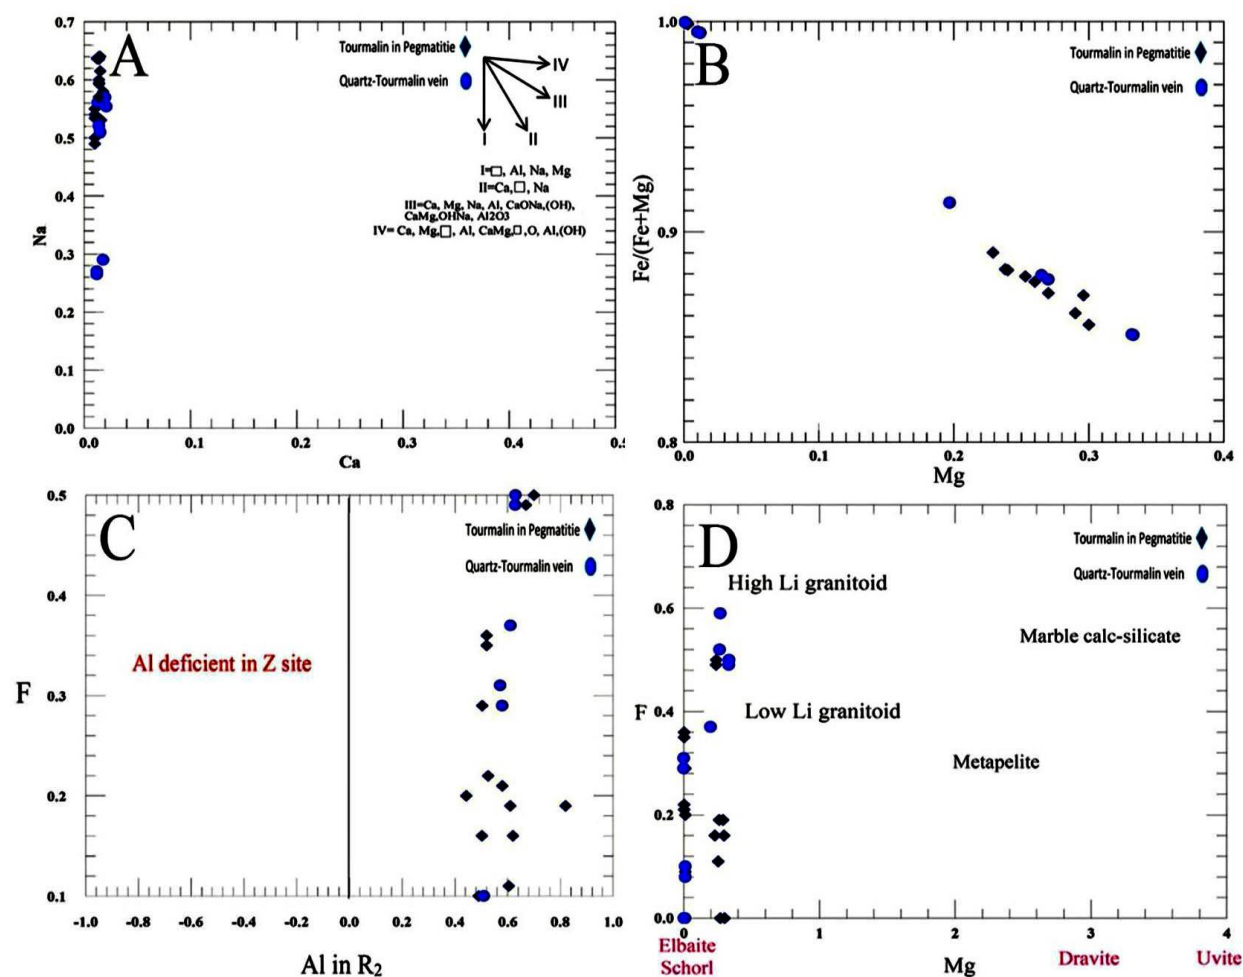 A
Tourmalin in Pegmatitie
Quartz-Tourmalin vein
IV
III
I
II
I=□, Al, Na, Mg
II=Ca,□, Na
III=Ca, Mg, Na, Al, CaONa,(OH),
CaMg,OHNa, Al2O3
IV= Ca, Mg,□, Al, CaMg,□,O, Al,(OH)
0.7
0.6
0.5
0.4
0.3
0.2
0.1
0.0
Na
0.0 0.1 0.2 0.3 0.4 0.5
Ca
B
Tourmalin in Pegmatitie
Quartz-Tourmalin vein
1.0
0.9
0.8
Fe/(Fe+Mg)
0.0 0.1 0.2 0.3 0.4
Mg
C
Tourmalin in Pegmatitie
Quartz-Tourmalin vein
Al deficient in Z site
0.5
0.4
0.3
0.2
0.1
F
-1.0 -0.8 -0.6 -0.4 -0.2 0.0 0.2 0.4 0.6 0.8 1.0
Al in R2
D
Tourmalin in Pegmatitie
Quartz-Tourmalin vein
High Li granitoid
Marble calc-silicate
Low Li granitoid
Metapelite
0.8
0.6
0.4
0.2
0.0
F
0 1 2 3 4
Elbaite
Schorl
Mg
Dravite
Uvite